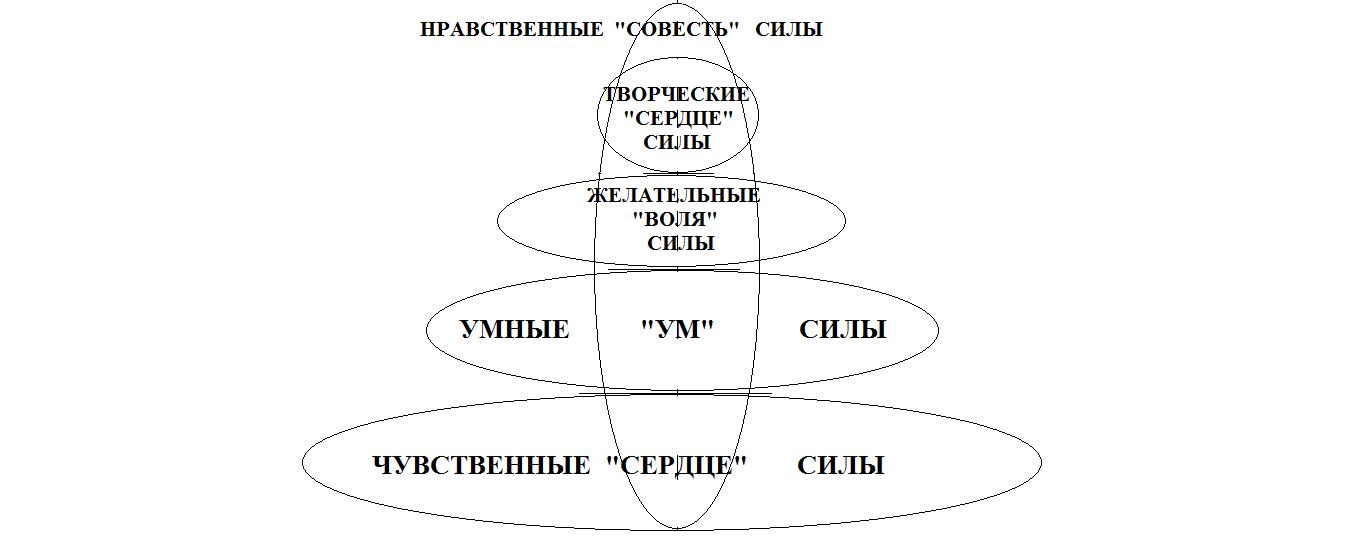 НРАВСТВЕННЫЕ "СОВЕСТЬ" СИЛЫ
ТВОРЧЕСКИЕ
"СЕРДЦЕ"
СИЛЫ
ЖЕЛАТЕЛЬНЫЕ
"ВОЛЯ"
СИЛЫ
УМНЫЕ "УМ" СИЛЫ
ЧУВСТВЕННЫЕ "СЕРДЦЕ" СИЛЫ